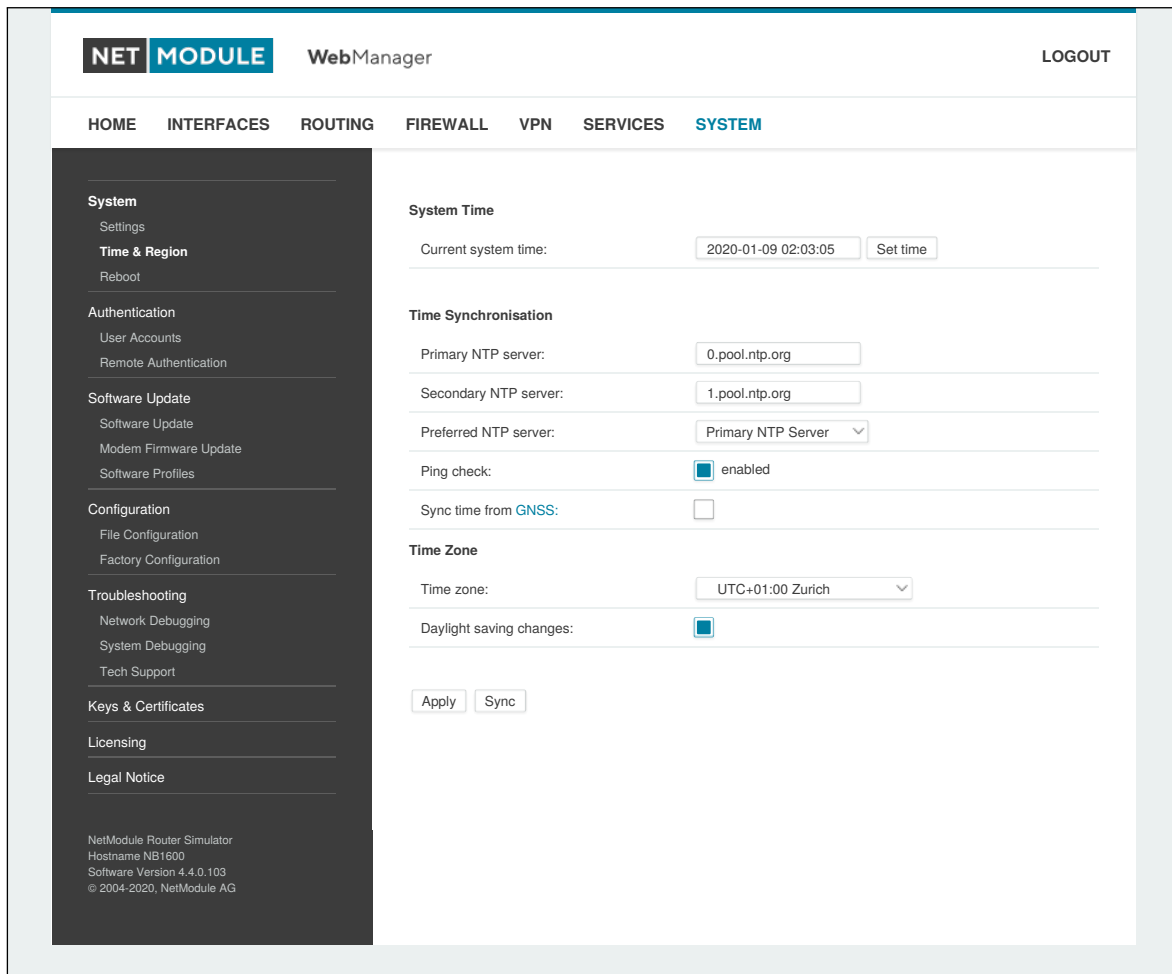 NET MODULE WebManager LOGOUT
HOME INTERFACES ROUTING FIREWALL VPN SERVICES SYSTEM
System
Settings
Time & Region
Reboot
Authentication
User Accounts
Remote Authentication
Software Update
Software Update
Modem Firmware Update
Software Profiles
Configuration
File Configuration
Factory Configuration
Troubleshooting
Network Debugging
System Debugging
Tech Support
Keys & Certificates
Licensing
Legal Notice
NetModule Router Simulator
Hostname NB1600
Software Version 4.4.0.103
© 2004-2020, NetModule AG
System Time
Current system time: 2020-01-09 02:03:05 Set time
Time Synchronisation
Primary NTP server: 0.pool.ntp.org
Secondary NTP server: 1.pool.ntp.org
Preferred NTP server: Primary NTP Server
Ping check: enabled
Sync time from GNSS:
Time Zone
Time zone: UTC+01:00 Zurich
Daylight saving changes:
Apply Sync